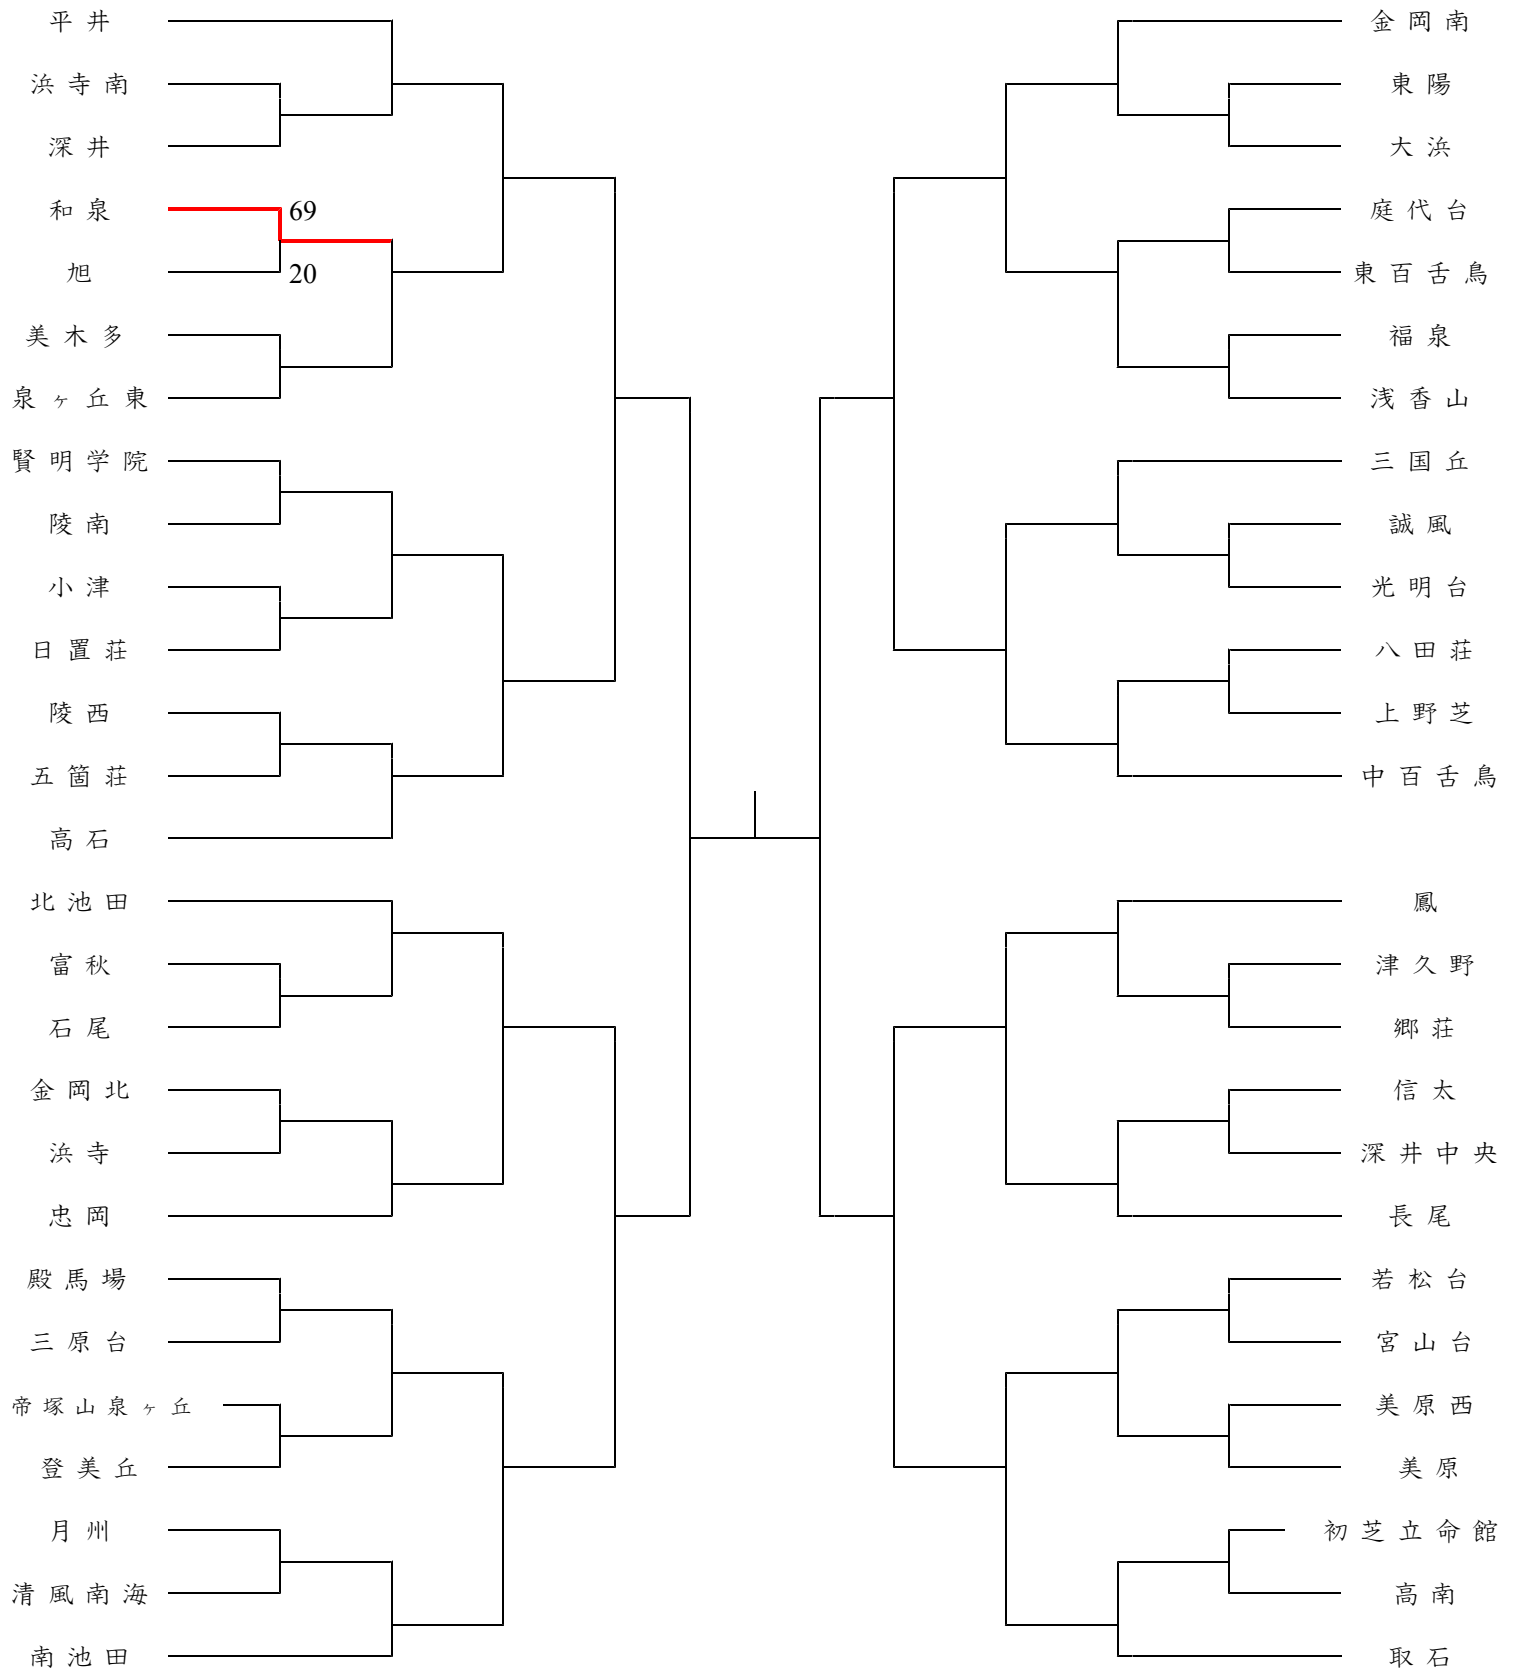 平井
浜寺南
深井
和泉
69
旭
20
美木多
泉ヶ丘東
賢明学院
陵南
小津
日置荘
陵西
五箇荘
高石
北池田
富秋
石尾
金岡北
浜寺
忠岡
殿馬場
三原台
帝塚山泉ヶ丘
登美丘
月州
清風南海
南池田
金岡南
東陽
大浜
庭代台
東百舌鳥
福泉
浅香山
三国丘
誠風
光明台
八田荘
上野芝
中百舌鳥
鳳
津久野
郷荘
信太
深井中央
長尾
若松台
宮山台
美原西
美原
初芝立命館
高南
取石